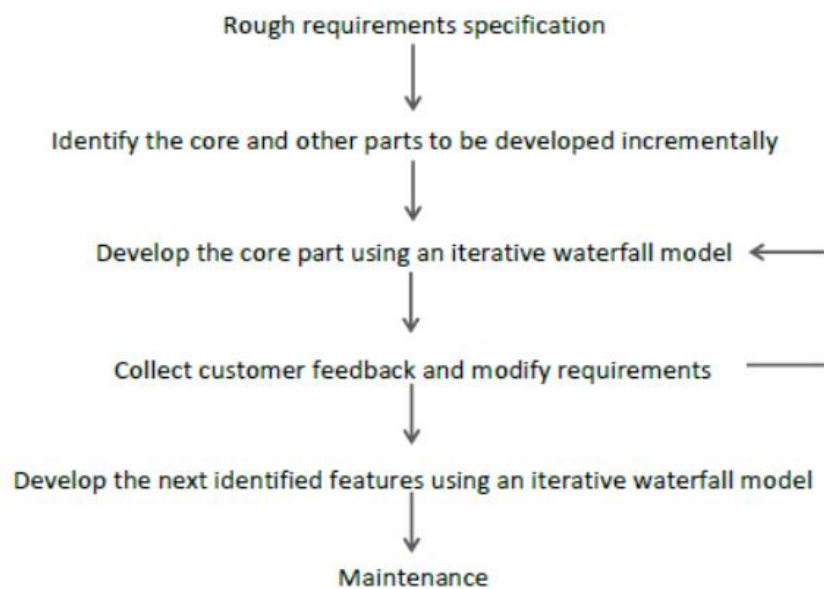 Rough requirements specification
Identify the core and other parts to be developed incrementally
Develop the core part using an iterative waterfall model
Collect customer feedback and modify requirements
Develop the next identified features using an iterative waterfall model
Maintenance